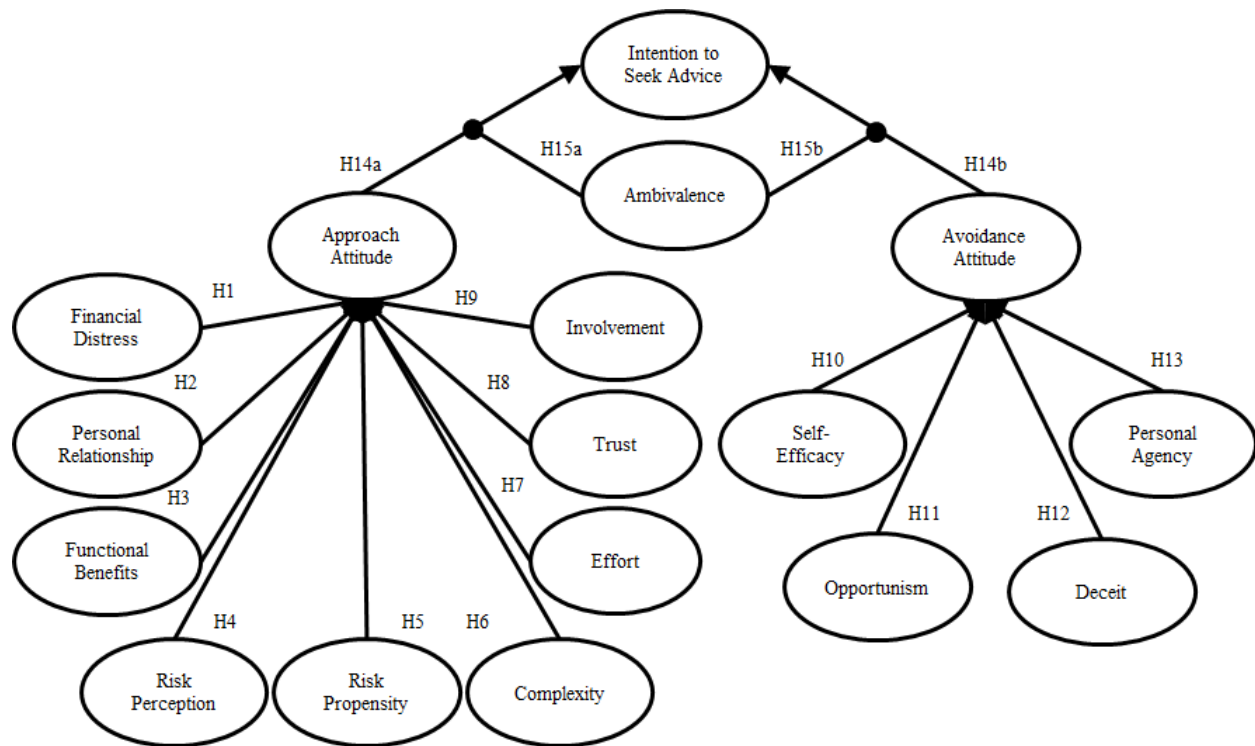 Intention to
Seek Advice
H14a
H15a
H15b
H14b
Ambivalence
Approach
Attitude
Avoidance
Attitude
H1
H9
Financial
Distress
Involvement
H2
H8
H10
H13
Personal
Relationship
Trust
Self-
Efficacy
Personal
Agency
H3
H7
H11
H12
Functional
Benefits
Effort
Opportunism
Deceit
H4
H5
H6
Risk
Perception
Risk
Propensity
Complexity